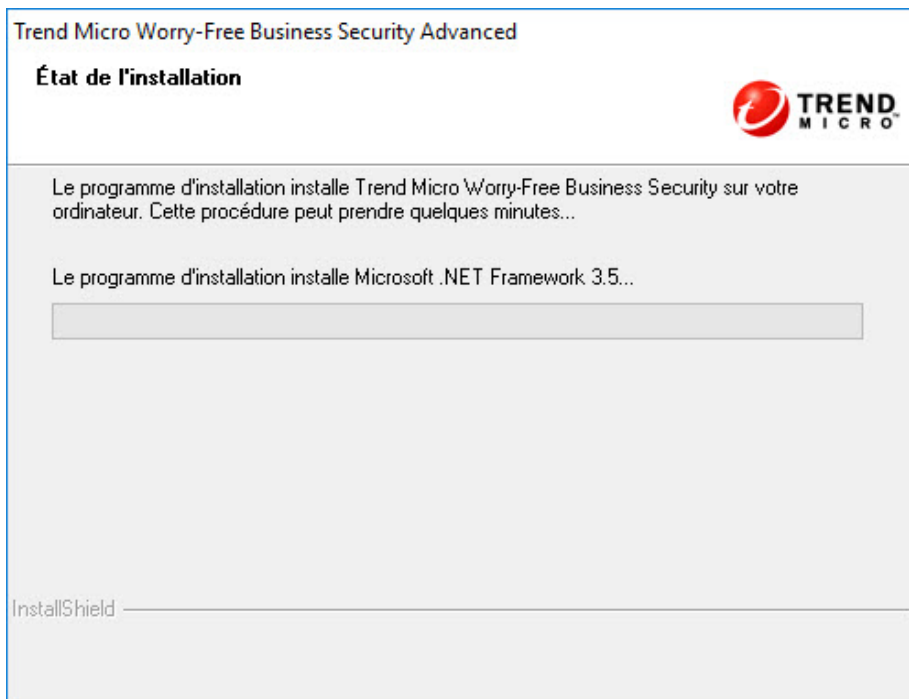 Trend Micro Worry-Free Business Security Advanced
État de l'installation
TREND
MICRO™
Le programme d'installation installe Trend Micro Worry-Free Business Security sur votre
ordinateur. Cette procédure peut prendre quelques minutes...
Le programme d'installation installe Microsoft .NET Framework 3.5...
InstallShield